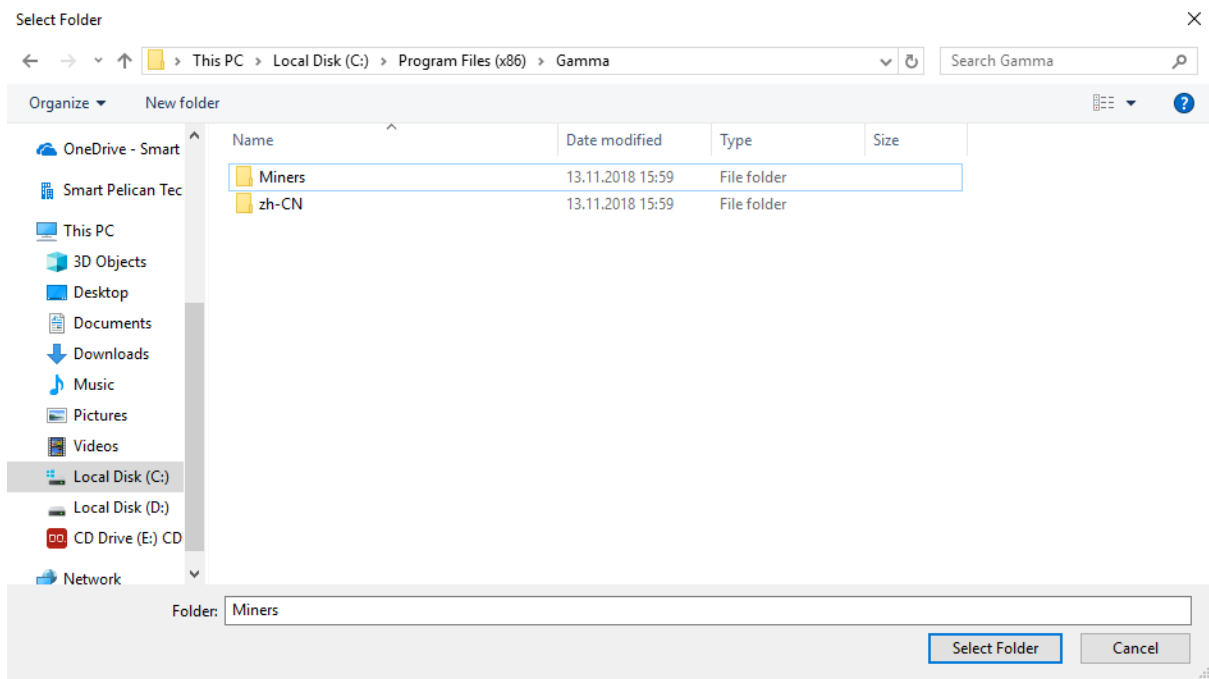 Select Folder
This PC > Local Disk (C:) > Program Files (x86) > Gamma
Search Gamma
Organize New folder
?
Name Date modified Type Size
OneDrive - Smart
Smart Pelican Tec
This PC
3D Objects
Desktop
Documents
Downloads
Music
Pictures
Videos
Local Disk (C:)
Local Disk (D:)
DO. CD Drive (E:) CD
Network
Miners 13.11.2018 15:59 File folder
zh-CN 13.11.2018 15:59 File folder
Folder: Miners
Select Folder Cancel